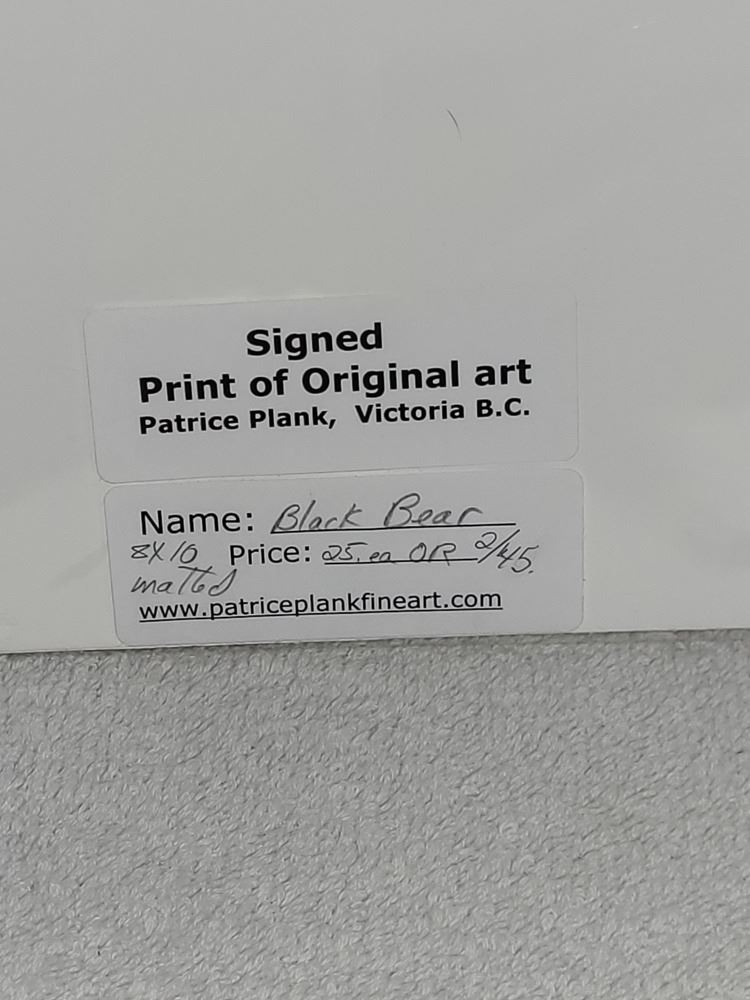 Signed
Print of Original art
Patrice Plank, Victoria B.C.
Name: Black Bear
8X10 Price: 25. ea OR 2/45.
matted
www.patriceplankfineart.com